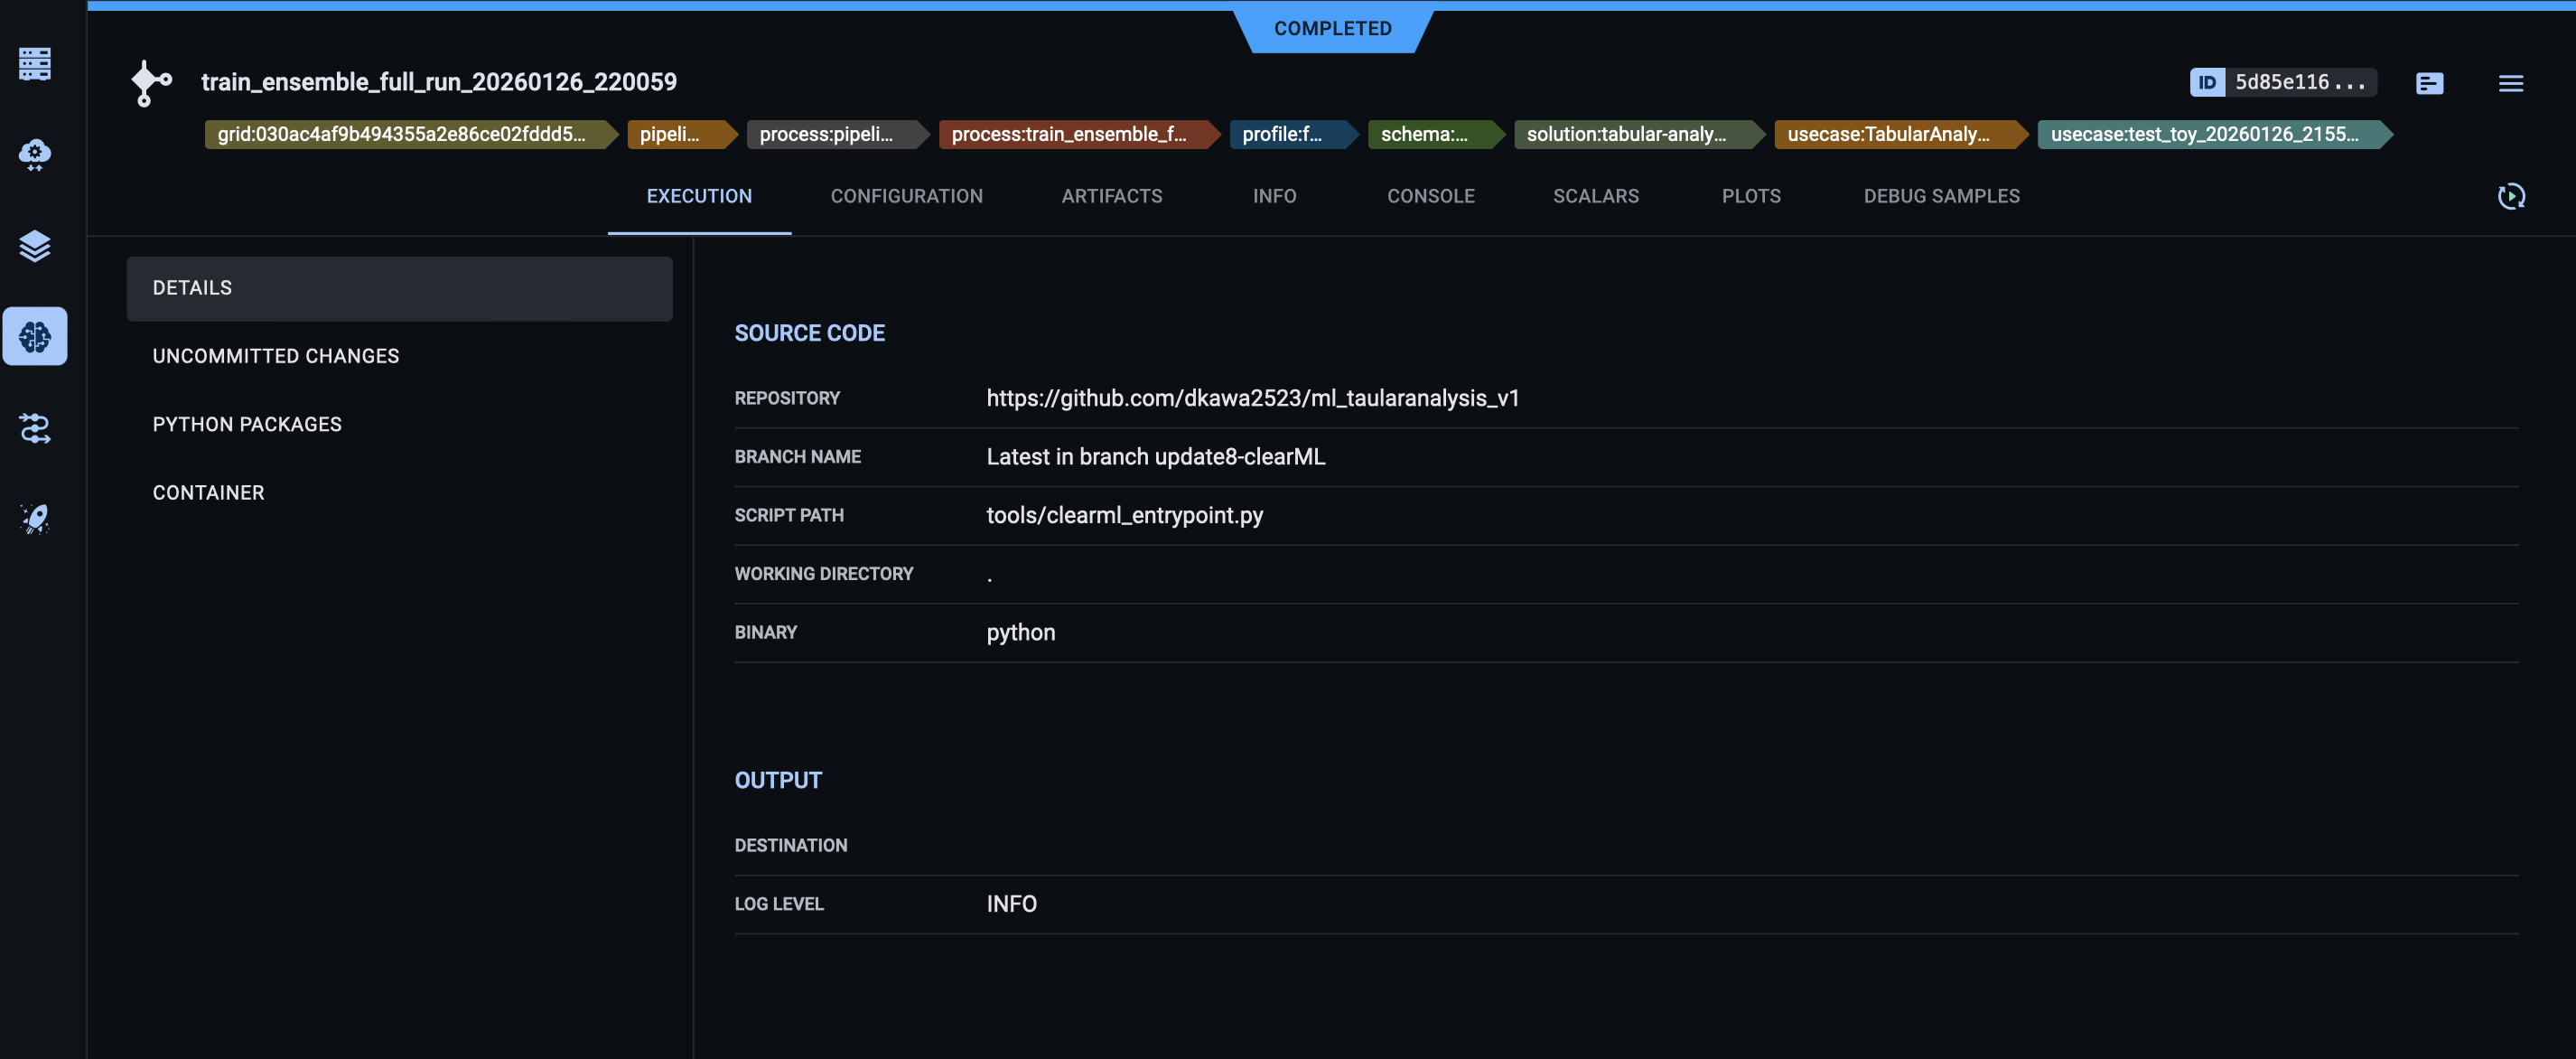 COMPLETED
train_ensemble_full_run_20260126_220059
ID 5d85e116...
grid:030ac4af9b494355a2e86ce02fddd5... pipeli... process:pipeli... process:train_ensemble_f... profile:f... schema:... solution:tabular-analy... usecase:TabularAnaly... usecase:test_toy_20260126_2155...
EXECUTION CONFIGURATION ARTIFACTS INFO CONSOLE SCALARS PLOTS DEBUG SAMPLES
DETAILS
UNCOMMITTED CHANGES
PYTHON PACKAGES
CONTAINER
SOURCE CODE
REPOSITORY https://github.com/dkawa2523/ml_taularanalysis_v1
BRANCH NAME Latest in branch update8-clearML
SCRIPT PATH tools/clearml_entrypoint.py
WORKING DIRECTORY .
BINARY python
OUTPUT
DESTINATION
LOG LEVEL INFO